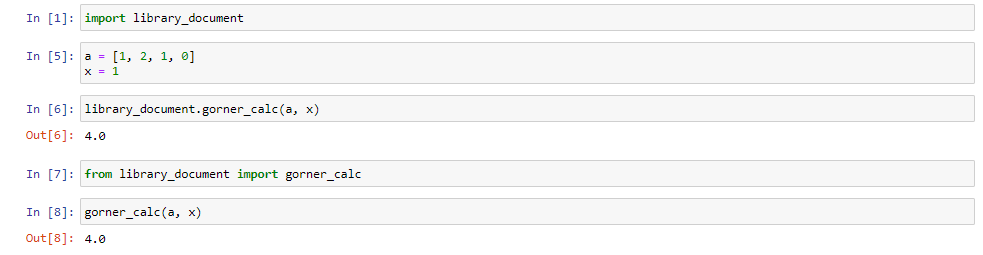 In [1]: import library_document
In [5]: a = [1, 2, 1, 0]
x = 1
In [6]: library_document.gorner_calc(a, x)
Out[6]: 4.0
In [7]: from library_document import gorner_calc
In [8]: gorner_calc(a, x)
Out[8]: 4.0